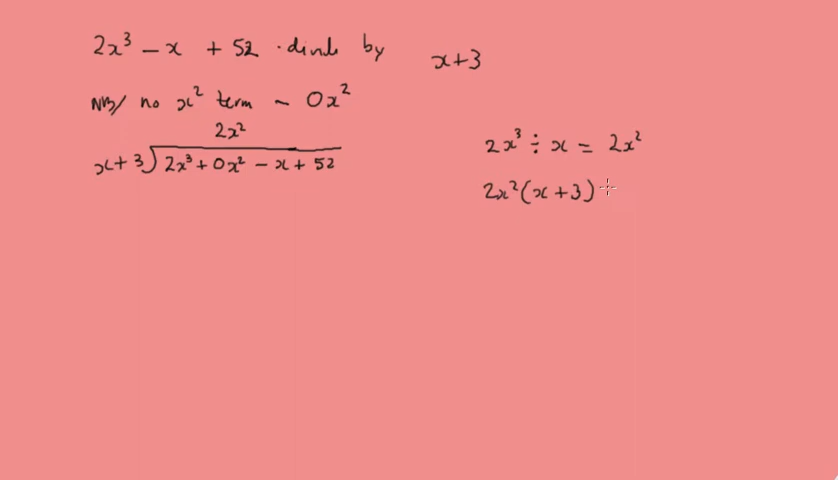 2x³ - x + 52 . divide by x+3
NB/ no x² term ~ 0x²
2x²
x+3) 2x³ + 0x² - x + 52
2x³ ÷ x = 2x²
2x²(x+3)